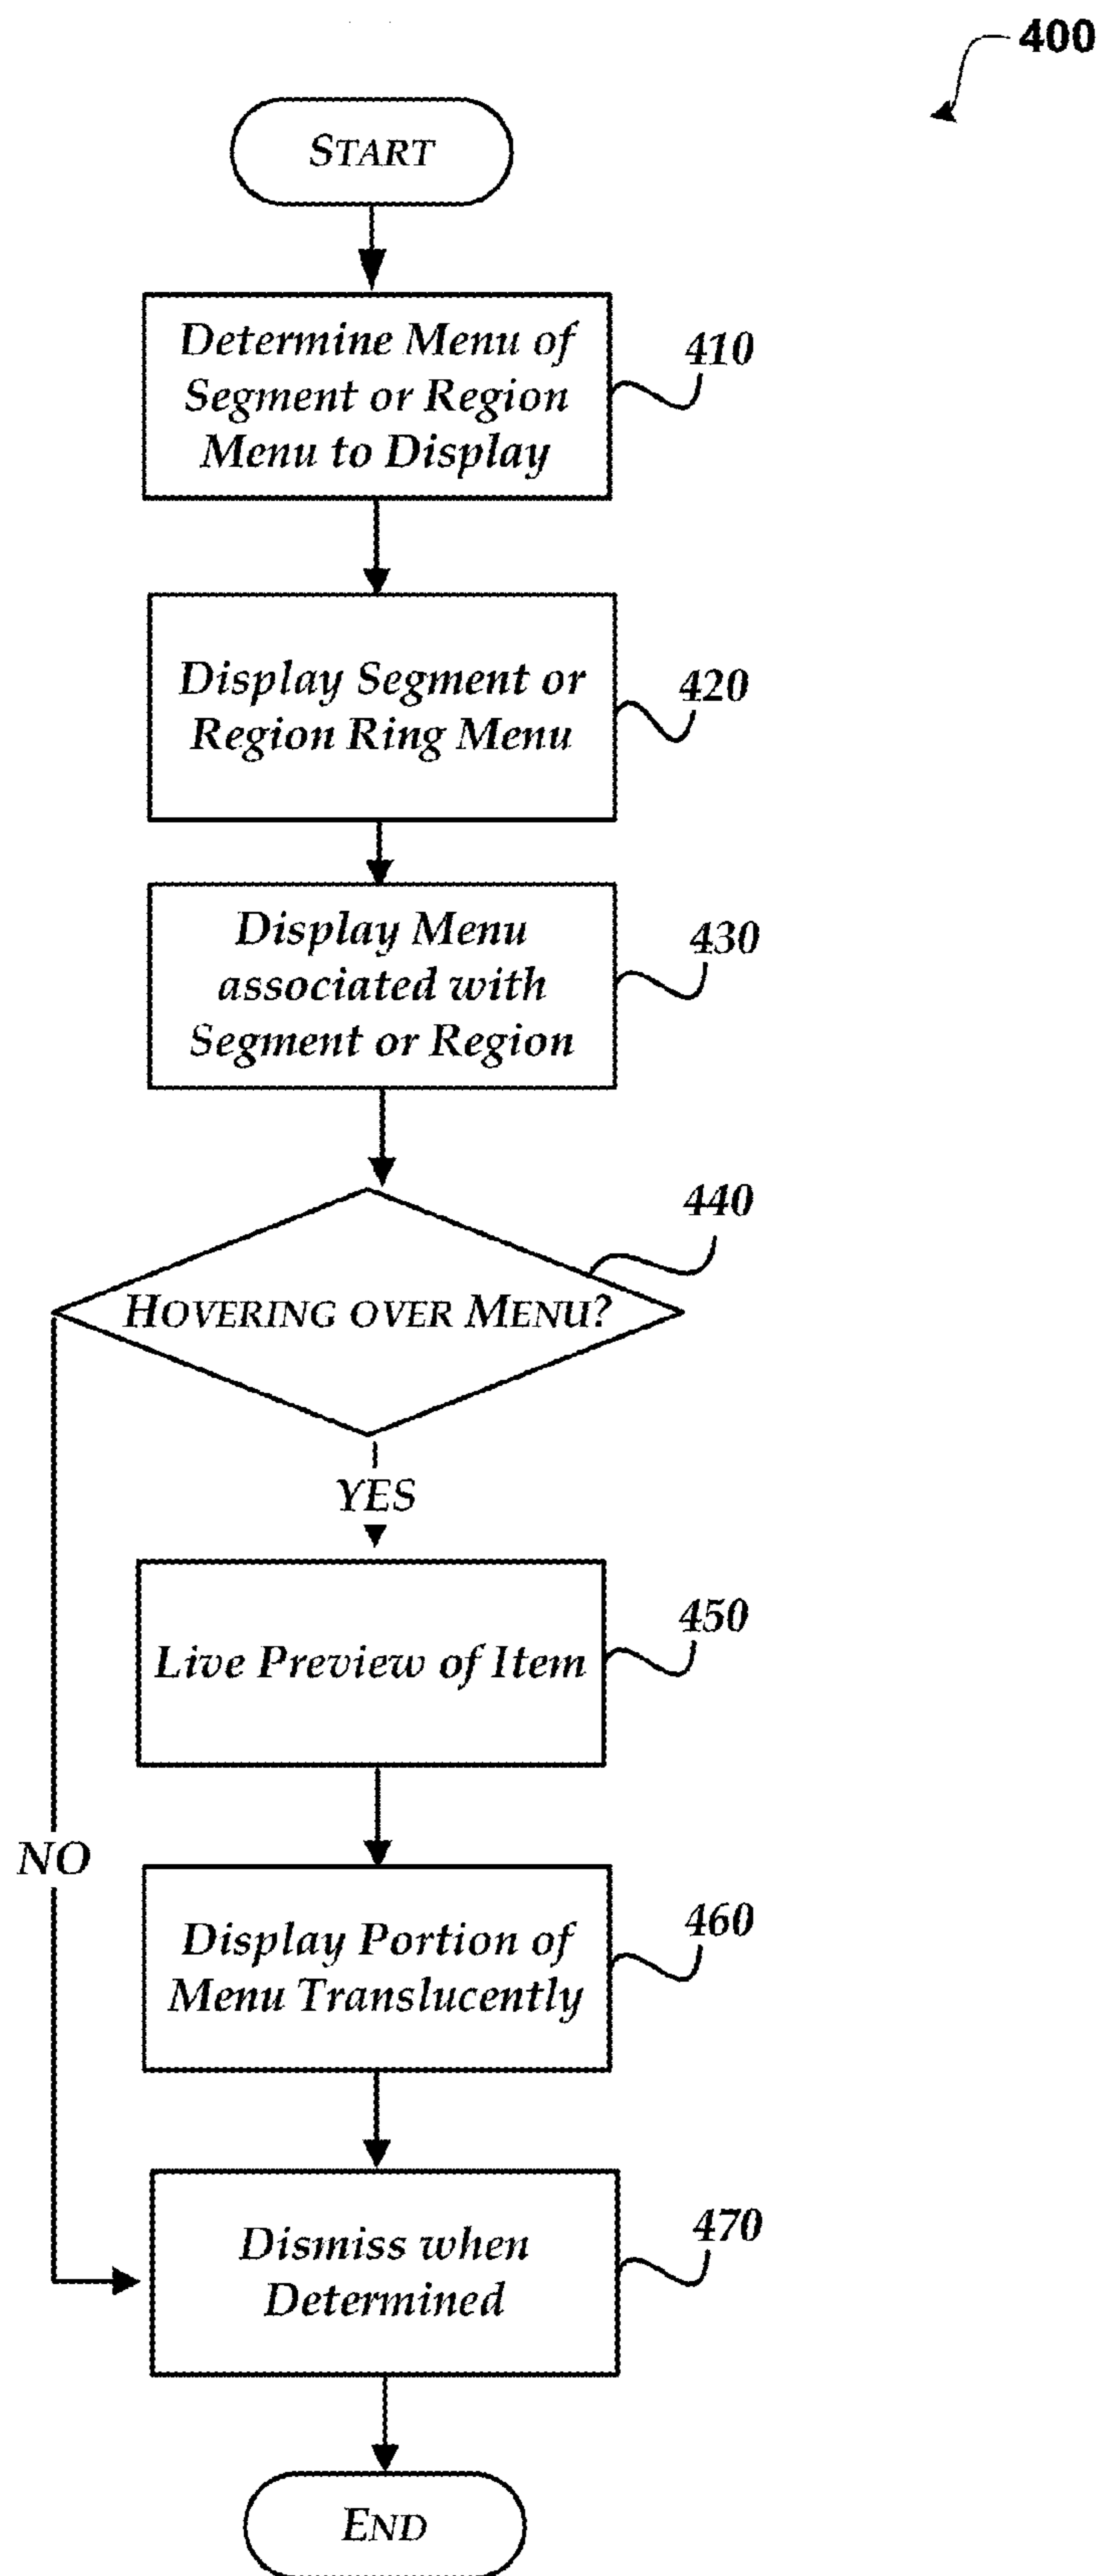 400
START
Determine Menu of
Segment or Region
Menu to Display
410
Display Segment or
Region Ring Menu
420
Display Menu
associated with
Segment or Region
430
440
HOVERING OVER MENU?
YES
Live Preview of Item
450
NO
Display Portion of
Menu Translucently
460
Dismiss when
Determined
470
END